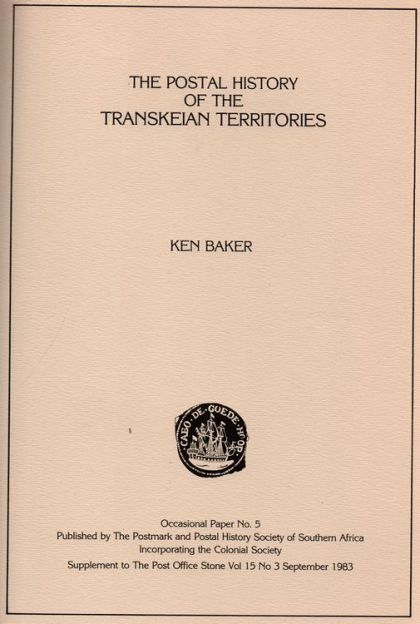 THE POSTAL HISTORY
OF THE
TRANSKEIAN TERRITORIES
KEN BAKER
CABO·DE·GOEDE·HOOP
Occasional Paper No. 5
Published by The Postmark and Postal History Society of Southern Africa
Incorporating the Colonial Society
Supplement to The Post Office Stone Vol 15 No 3 September 1983